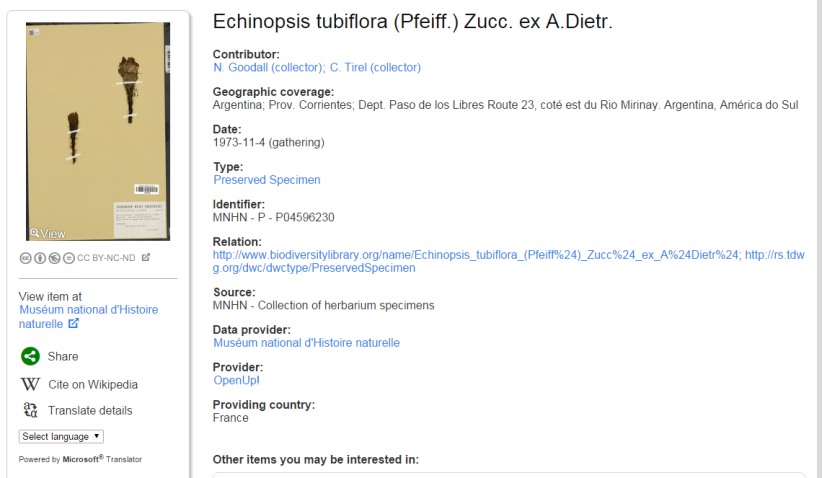 Echinopsis tubiflora (Pfeiff.) Zucc. ex A.Dietr.
View
CC BY-NC-ND
View item at
Muséum national d'Histoire
naturelle
Share
W Cite on Wikipedia
Translate details
Select language
Powered by Microsoft® Translator
Contributor:
N. Goodall (collector); C. Tirel (collector)
Geographic coverage:
Argentina; Prov. Corrientes; Dept. Paso de los Libres Route 23, coté est du Rio Mirinay. Argentina, América do Sul
Date:
1973-11-4 (gathering)
Type:
Preserved Specimen
Identifier:
MNHN - P - P04596230
Relation:
http://www.biodiversitylibrary.org/name/Echinopsis_tubiflora_(Pfeiff%24)_Zucc%24_ex_A%24Dietr%24; http://rs.tdw
g.org/dwc/dwctype/PreservedSpecimen
Source:
MNHN - Collection of herbarium specimens
Data provider:
Muséum national d'Histoire naturelle
Provider:
OpenUp!
Providing country:
France
Other items you may be interested in: